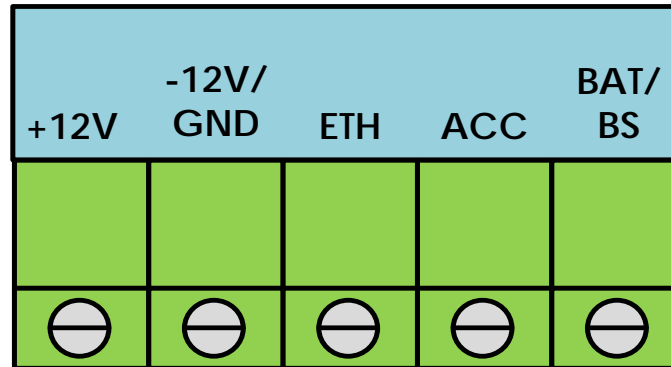 +12V
-12V/
GND
ETH
ACC
BAT/
BS